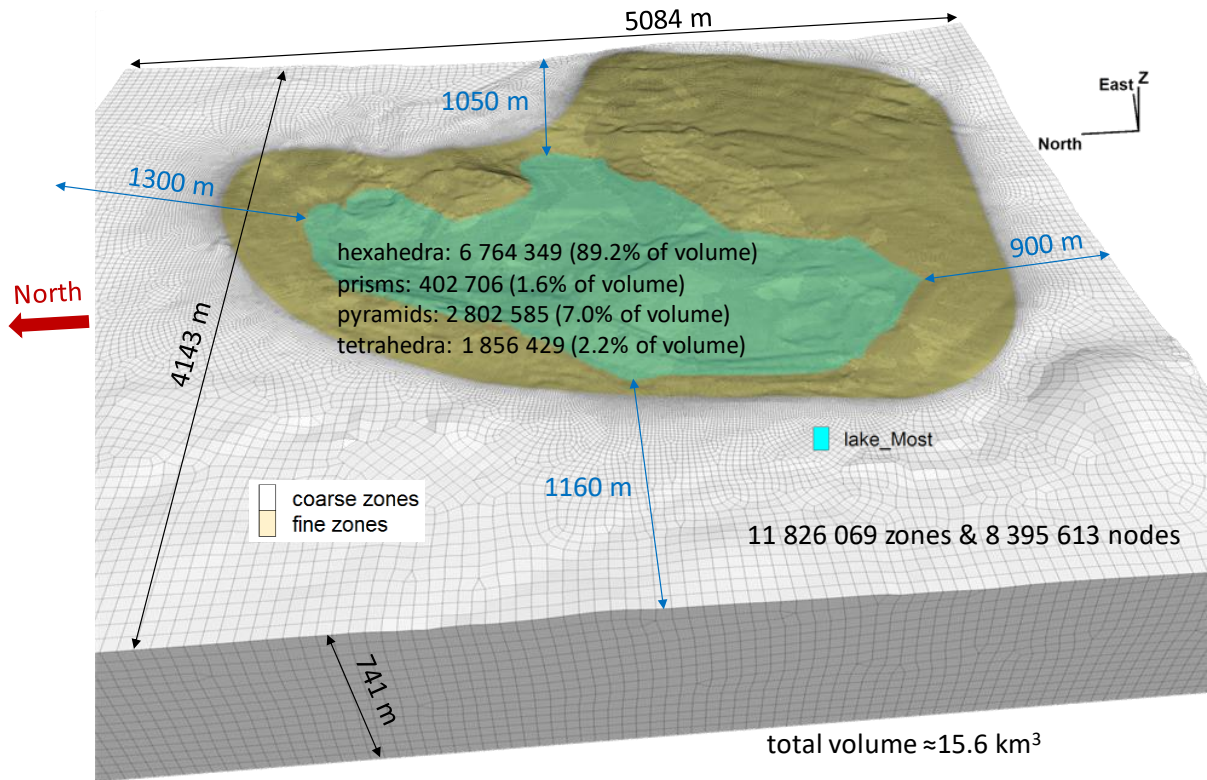 5084 m
East
Z
North
1050 m
1300 m
hexahedra: 6 764 349 (89.2% of volume)
prisms: 402 706 (1.6% of volume)
pyramids: 2 802 585 (7.0% of volume)
tetrahedra: 1 856 429 (2.2% of volume)
900 m
North
4143 m
lake_Most
1160 m
coarse zones
fine zones
11 826 069 zones & 8 395 613 nodes
741 m
total volume ≈15.6 km³